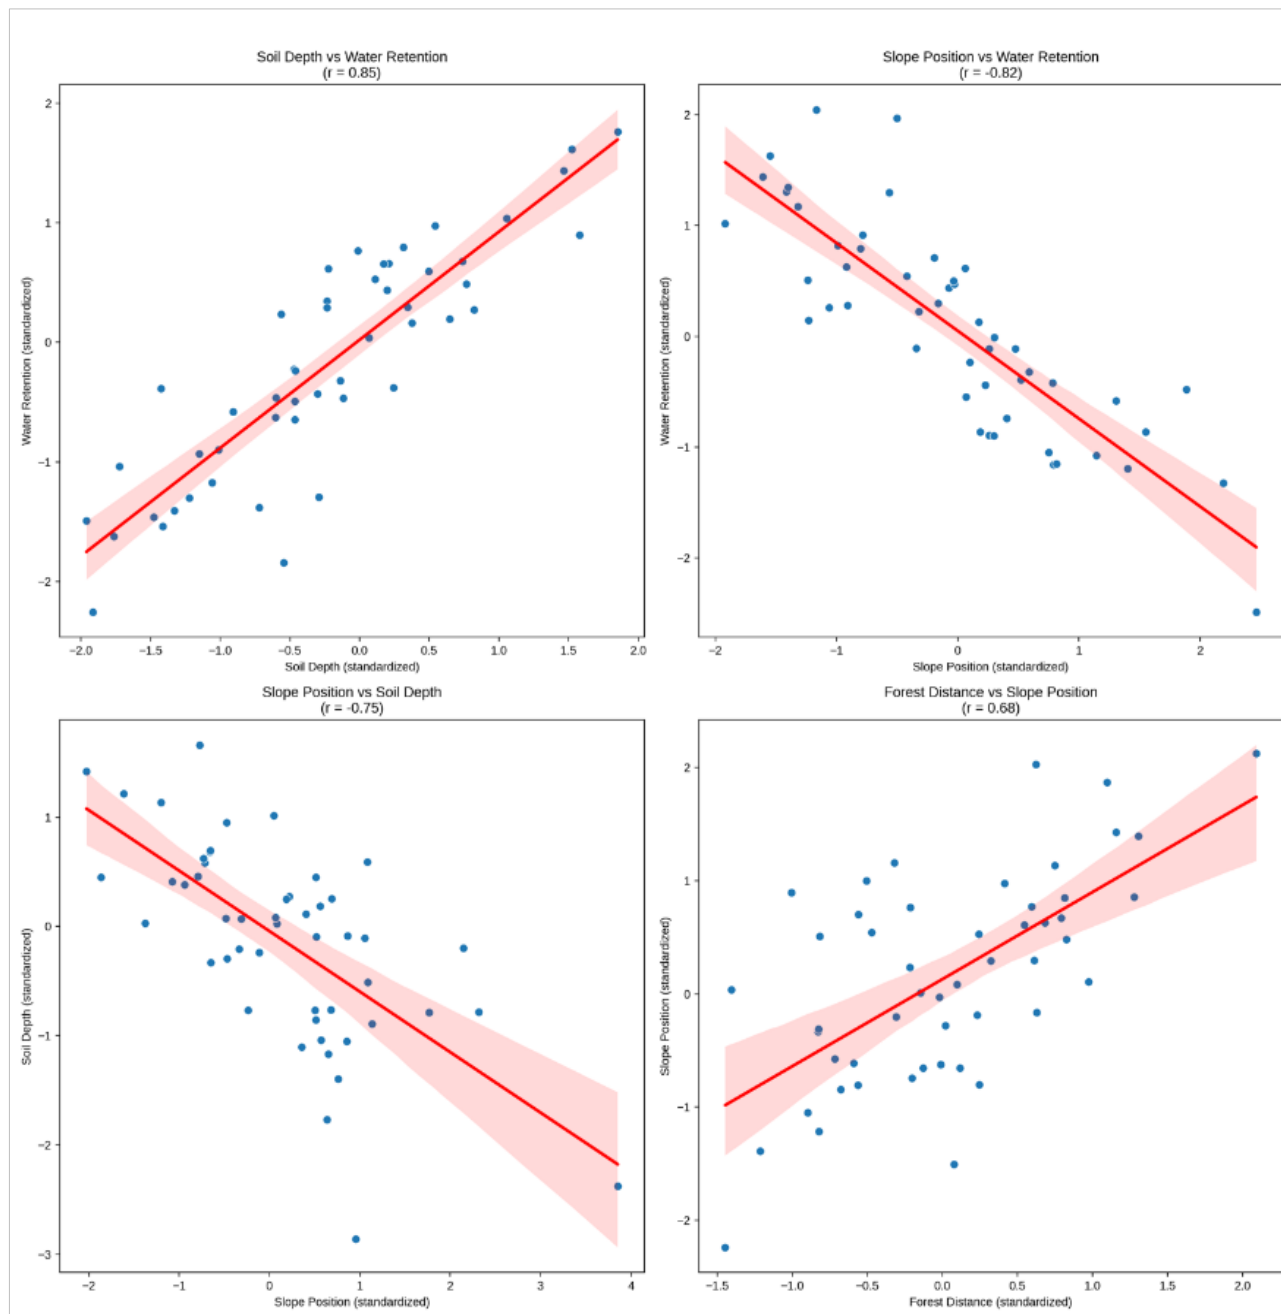 Soil Depth vs Water Retention
(r = 0.85)
2
1
0
−1
−2
Water Retention (standardized)
−2.0 −1.5 −1.0 −0.5 0.0 0.5 1.0 1.5 2.0
Soil Depth (standardized)
Slope Position vs Water Retention
(r = -0.82)
2
1
0
−1
−2
Water Retention (standardized)
−2 −1 0 1 2
Slope Position (standardized)
Slope Position vs Soil Depth
(r = -0.75)
1
0
−1
−2
−3
Soil Depth (standardized)
−2 −1 0 1 2 3 4
Slope Position (standardized)
Forest Distance vs Slope Position
(r = 0.68)
2
1
0
−1
−2
Slope Position (standardized)
−1.5 −1.0 −0.5 0.0 0.5 1.0 1.5 2.0
Forest Distance (standardized)